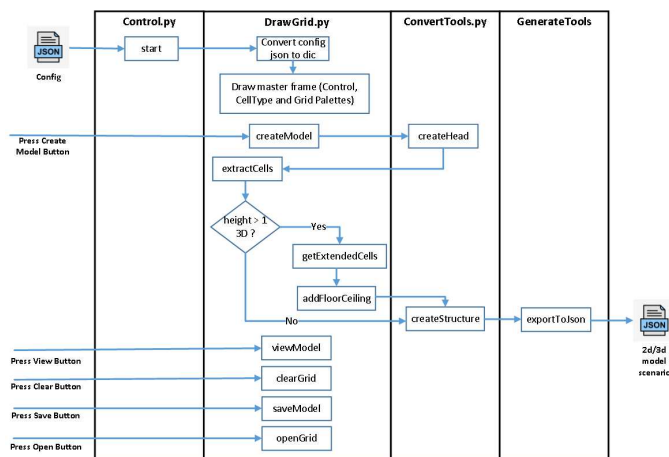 Control.py
DrawGrid.py
ConvertTools.py
GenerateTools
JSON
Config
start
Convert config
json to dic
Draw master frame (Control,
CellType and Grid Palettes)
Press Create
Model Button
createModel
createHead
extractCells
height > 1
3D ?
Yes
getExtendedCells
addFloorCeiling
No
createStructure
exportToJson
JSON
2d/3d
model
scenario
Press View Button
viewModel
Press Clear Button
clearGrid
Press Save Button
saveModel
Press Open Button
openGrid